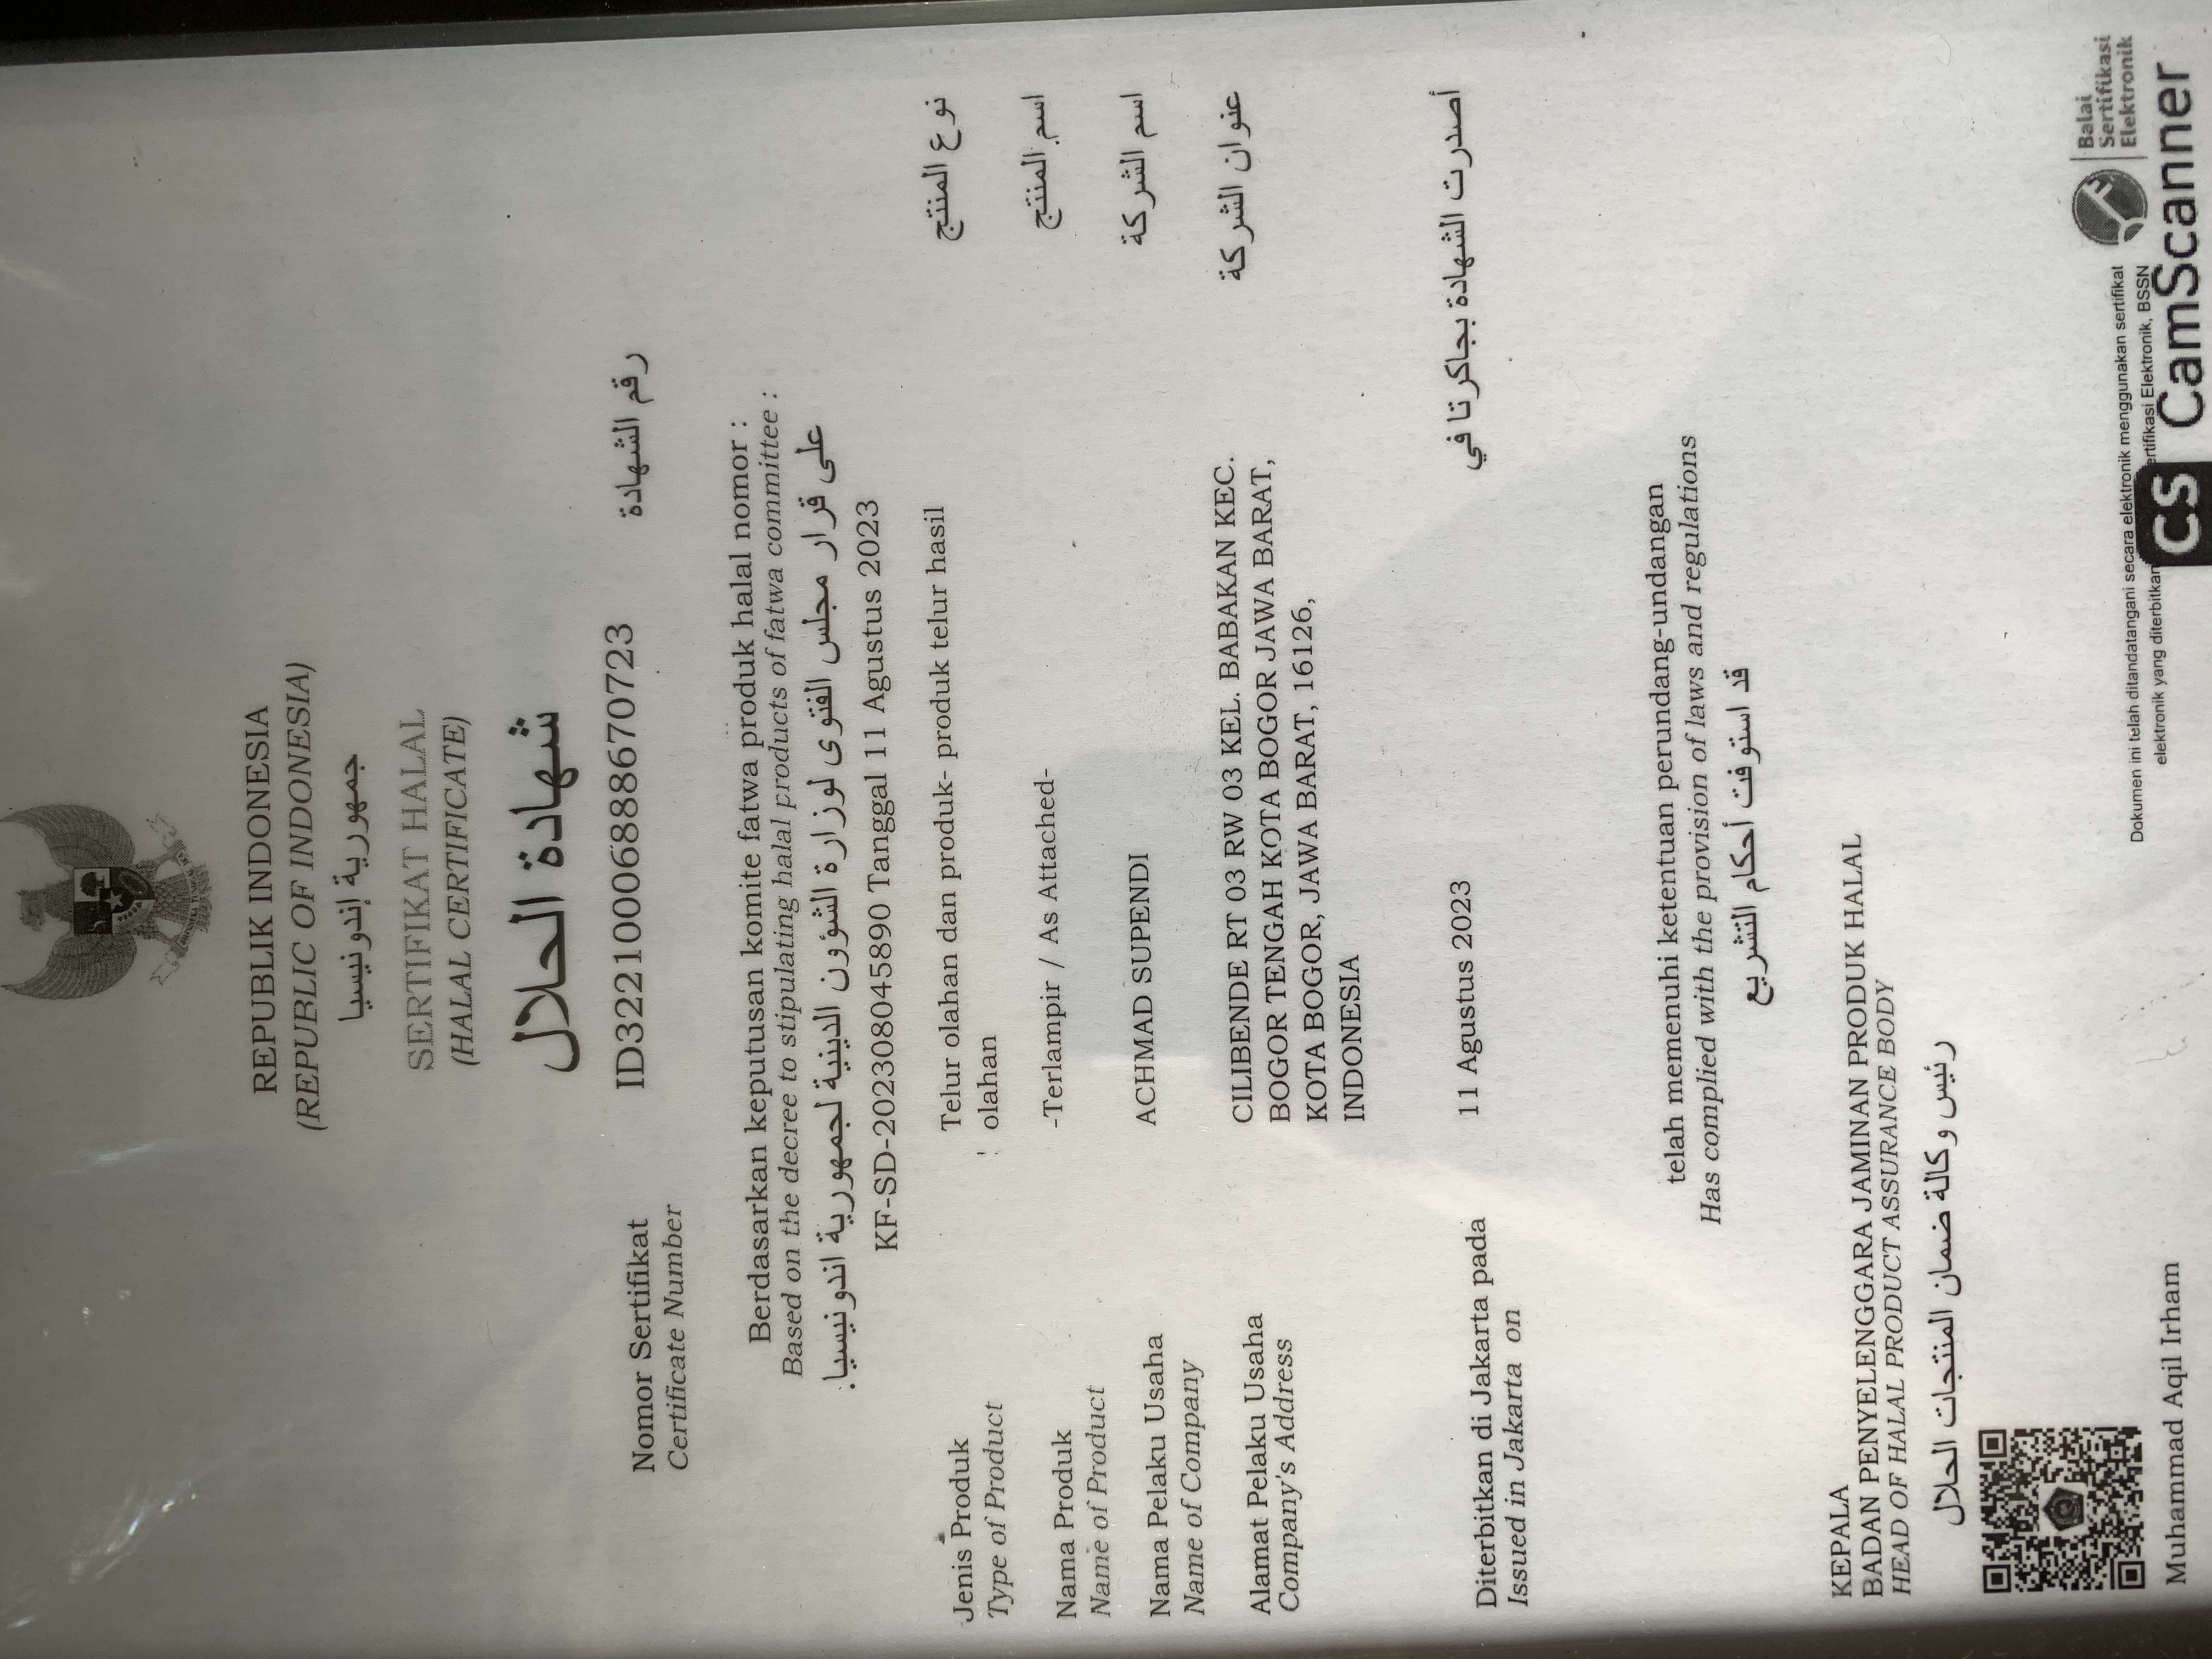 REPUBLIK INDONESIA
(REPUBLIC OF INDONESIA)
جمهورية إندونيسيا
SERTIFIKAT HALAL
(HALAL CERTIFICATE)
شهادة الحلال
Nomor Sertifikat ID32210006888670723 رقم الشهادة
Certificate Number
Berdasarkan keputusan komite fatwa produk halal nomor :
Based on the decree to stipulating halal products of fatwa committee :
على قرار مجلس الفتوى لوزارة الشؤون الدينية لجمهورية اندونيسيا.
KF-SD-202308045890 Tanggal 11 Agustus 2023
Jenis Produk Telur olahan dan produk- produk telur hasil نوع المنتج
Type of Product : olahan
Nama Produk -Terlampir / As Attached- اسم المنتج
Name of Product
Nama Pelaku Usaha ACHMAD SUPENDI اسم الشركة
Name of Company
Alamat Pelaku Usaha CILIBENDE RT 03 RW 03 KEL. BABAKAN KEC. عنوان الشركة
Company's Address BOGOR TENGAH KOTA BOGOR JAWA BARAT,
KOTA BOGOR, JAWA BARAT, 16126,
INDONESIA
Diterbitkan di Jakarta pada 11 Agustus 2023 أصدرت الشهادة بجاكرتا في
Issued in Jakarta on
telah memenuhi ketentuan perundang-undangan
Has complied with the provision of laws and regulations
قد استوفت أحكام التشريع
KEPALA
BADAN PENYELENGGARA JAMINAN PRODUK HALAL
HEAD OF HALAL PRODUCT ASSURANCE BODY
رئيس وكالة ضمان المنتجات الحلال
Muhammad Aqil Irham
Dokumen ini telah ditandatangani secara elektronik menggunakan sertifikat
elektronik yang diterbitkan ertifikasi Elektronik, BSSN
Balai
Sertifikasi
Elektronik
CS CamScanner